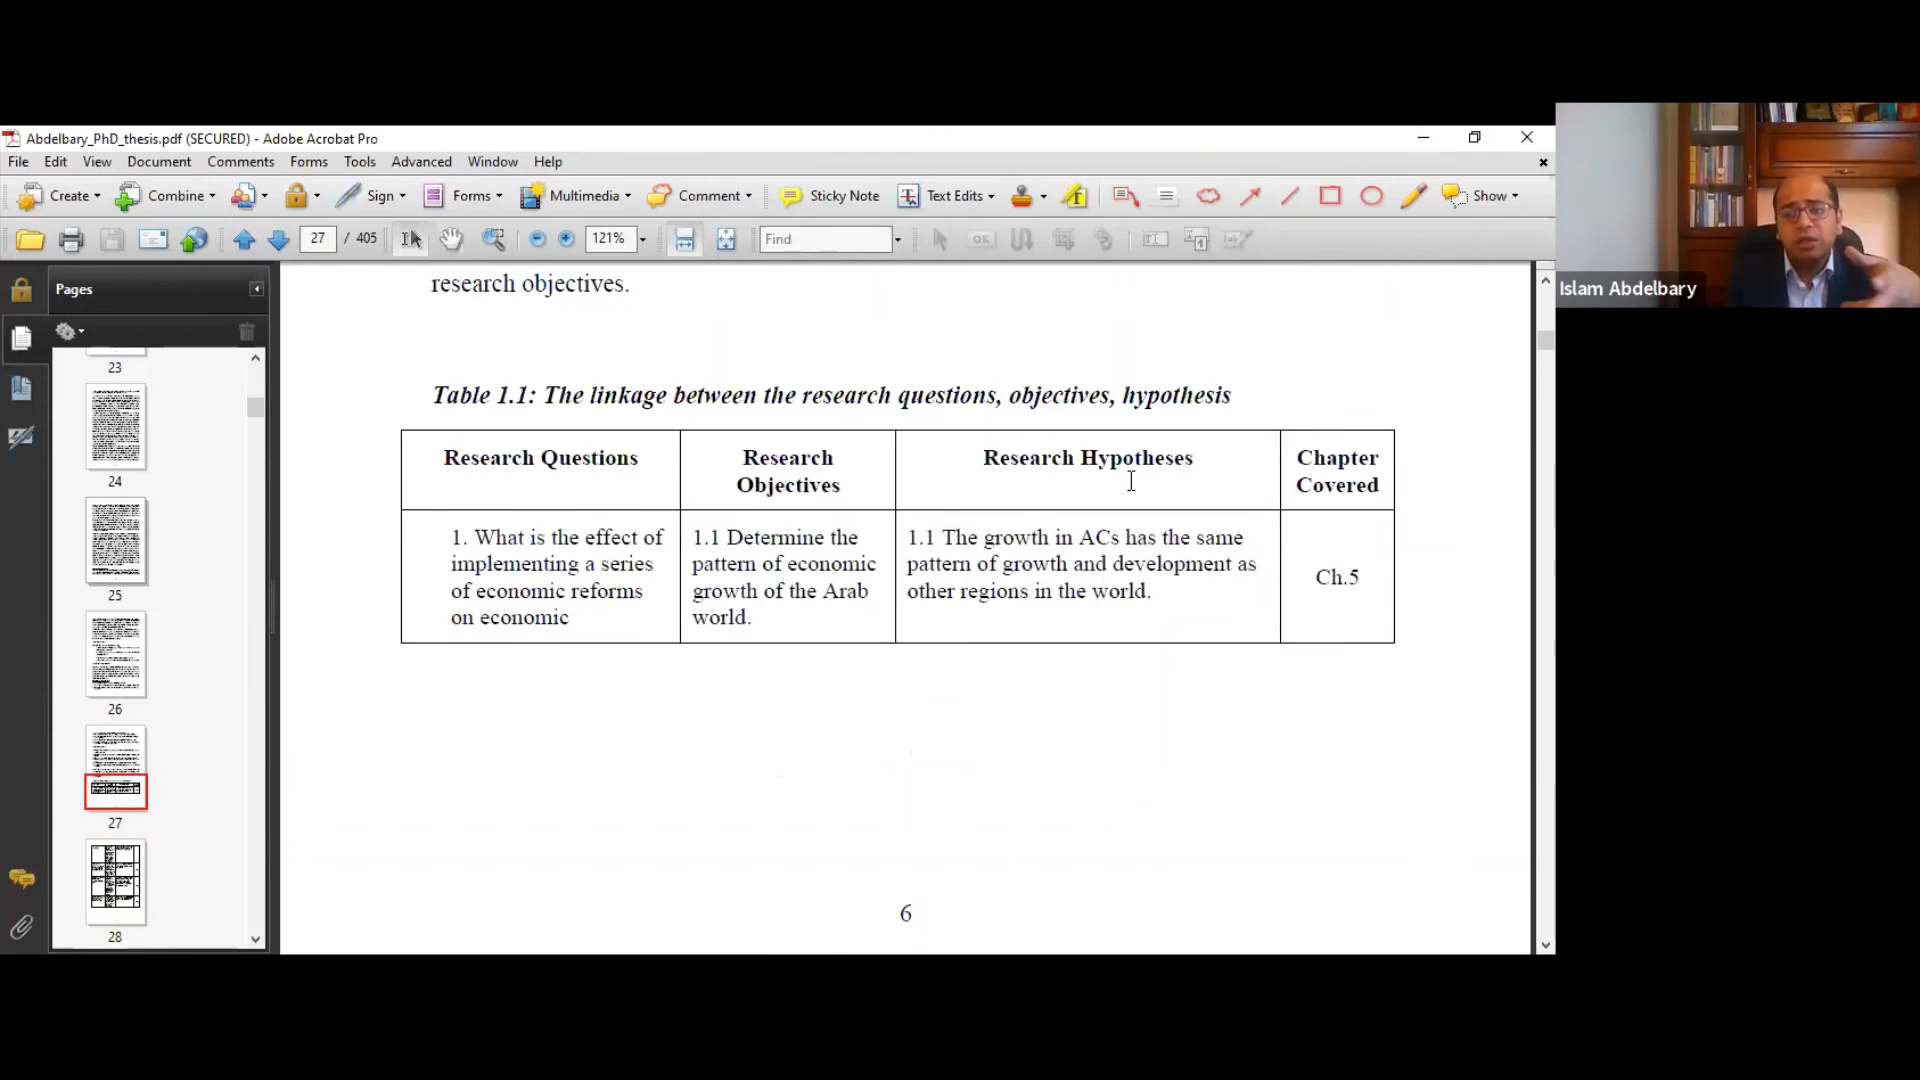 Abdelbary_PhD_thesis.pdf (SECURED) - Adobe Acrobat Pro
File Edit View Document Comments Forms Tools Advanced Window Help
Create Combine Sign Forms Multimedia Comment Sticky Note Text Edits Show
27 / 405 121% Find OK
Pages
23
24
25
26
27
28
research objectives.
Table 1.1: The linkage between the research questions, objectives, hypothesis
Research Questions
Research
Objectives
Research Hypotheses
Chapter
Covered
1. What is the effect of
implementing a series
of economic reforms
on economic
1.1 Determine the
pattern of economic
growth of the Arab
world.
1.1 The growth in ACs has the same
pattern of growth and development as
other regions in the world.
Ch.5
6
Islam Abdelbary